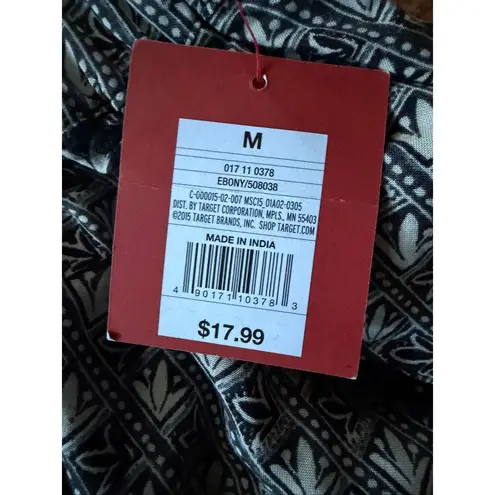 M
017 11 0378
EBONY/508038
C-000015-02-007 MSC15_01A02-0305
DIST. BY TARGET CORPORATION, MPLS., MN 55403
©2015 TARGET BRANDS, INC. SHOP TARGET.COM
MADE IN INDIA
4 90171 10378 3
$17.99